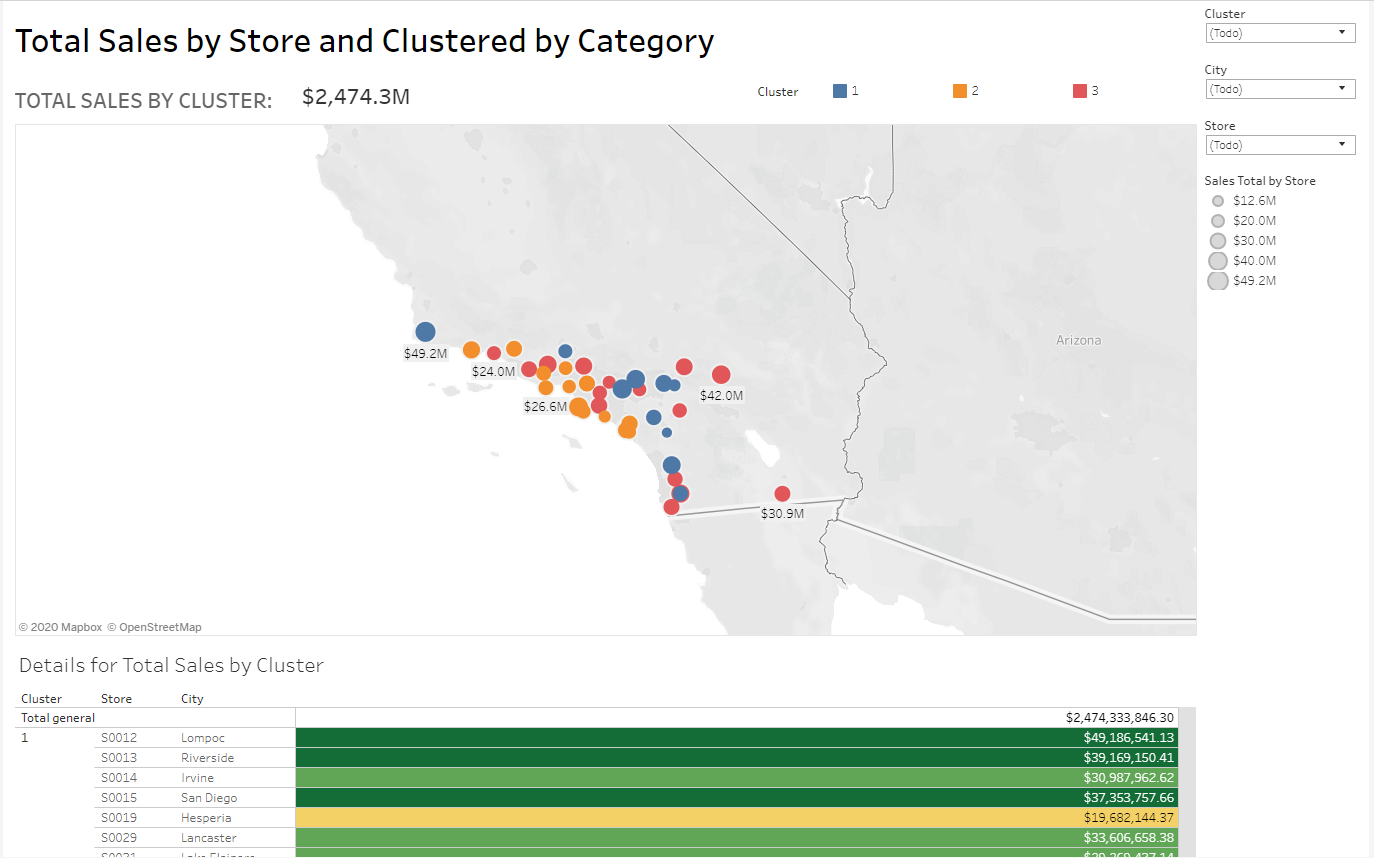 Total Sales by Store and Clustered by Category
TOTAL SALES BY CLUSTER: $2,474.3M
Cluster 1 2 3
Cluster
(Todo)
City
(Todo)
Store
(Todo)
Sales Total by Store
$12.6M
$20.0M
$30.0M
$40.0M
$49.2M
Arizona
$49.2M
$24.0M
$42.0M
$26.6M
$30.9M
© 2020 Mapbox © OpenStreetMap
Details for Total Sales by Cluster
Cluster Store City
Total general $2,474,333,846.30
1 S0012 Lompoc $49,186,541.13
S0013 Riverside $39,169,150.41
S0014 Irvine $30,987,962.62
S0015 San Diego $37,353,757.66
S0019 Hesperia $19,682,144.37
S0029 Lancaster $33,606,658.38